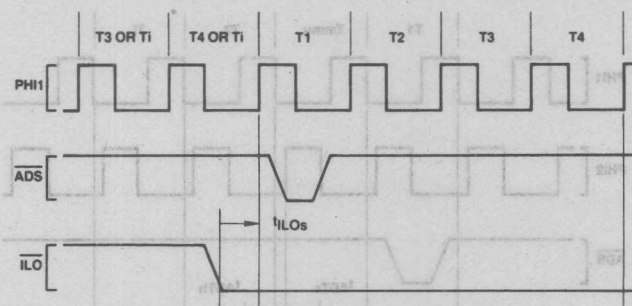 T3 OR Ti T4 OR Ti T1 T2 T3 T4
PHI1
ADS
tILOs
ILO